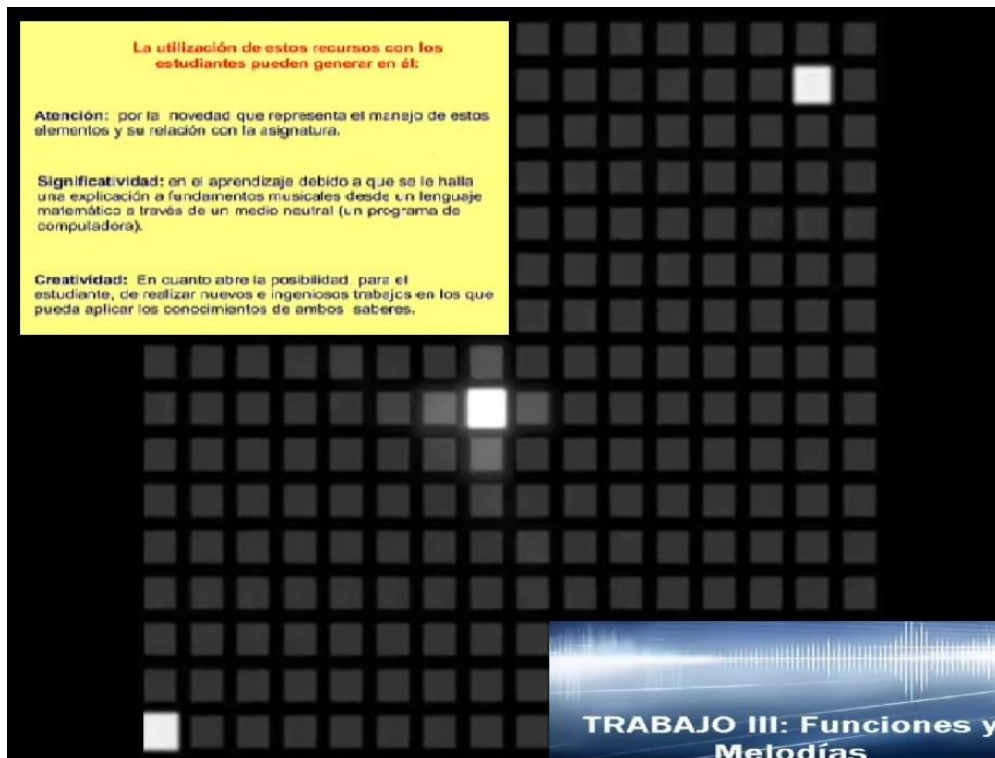 La utilización de estos recursos con los
estudiantes pueden generar en él:
Atención: por la novedad que representa el manejo de estos
elementos y su relación con la asignatura.
Significatividad: en el aprendizaje debido a que se le halla
una explicación a fundamentos musicales desde un lenguaje
matemático a través de un medio neutral (un programa de
computadora).
Creatividad: En cuanto abre la posibilidad para el
estudiante, de realizar nuevos e ingeniosos trabajos en los que
pueda aplicar los conocimientos de ambos saberes.
TRABAJO III: Funciones y
Melodías